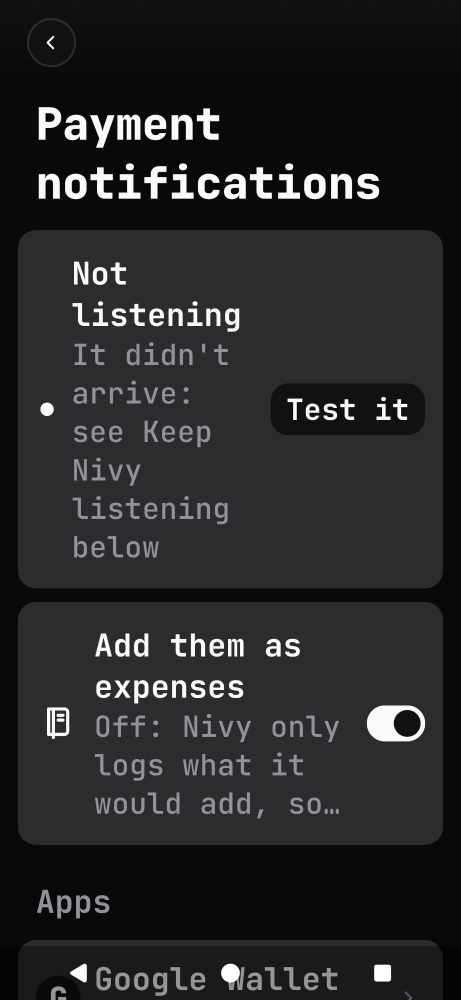 Payment
notifications
Not
listening
It didn't
arrive:
see Keep
Nivy
listening
below
Test it
Add them as
expenses
Off: Nivy only
logs what it
would add, so…
Apps
G
Google Wallet